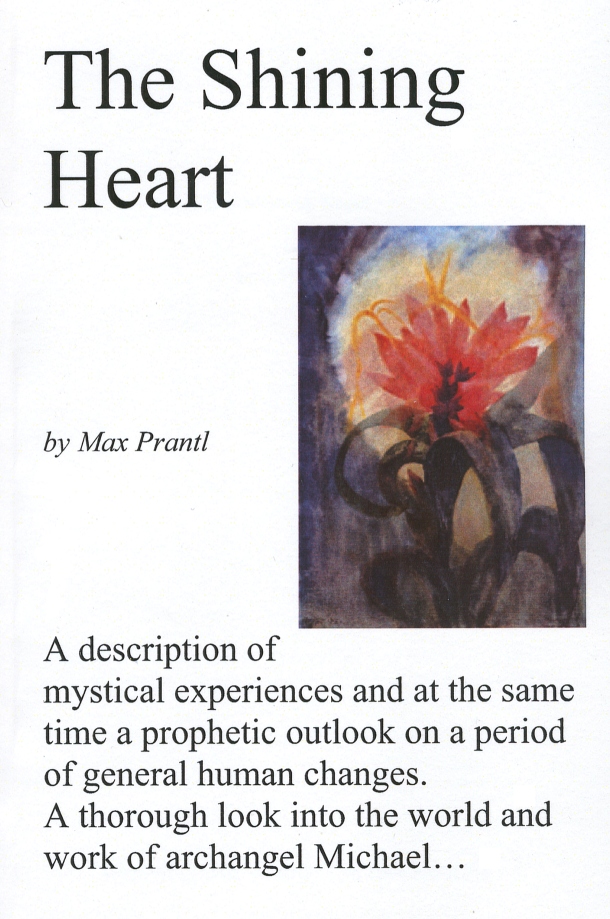 The Shining
Heart
by Max Prantl
A description of
mystical experiences and at the same
time a prophetic outlook on a period
of general human changes.
A thorough look into the world and
work of archangel Michael…